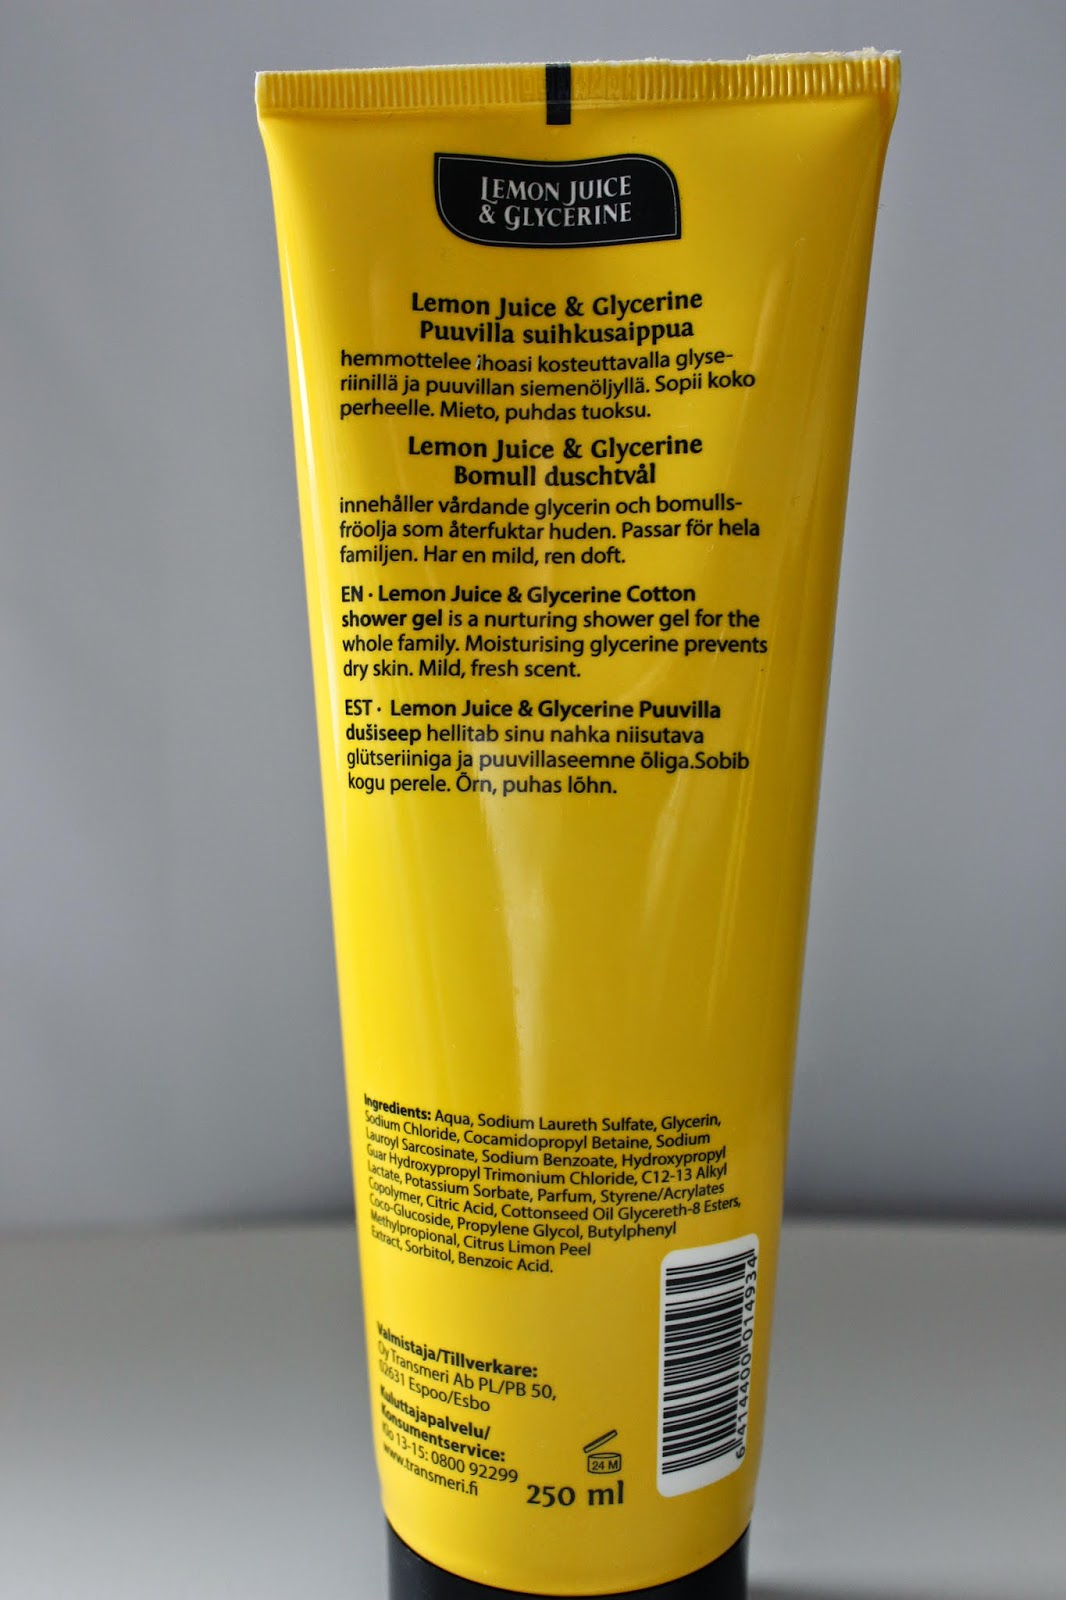 LEMON JUICE
& GLYCERINE
Lemon Juice & Glycerine
Puuvilla suihkusaippua
hemmottelee ihoasi kosteuttavalla glyse-
riinillä ja puuvillan siemenöljyllä. Sopii koko
perheelle. Mieto, puhdas tuoksu.
Lemon Juice & Glycerine
Bomull duschtvål
innehåller vårdande glycerin och bomulls-
fröolja som återfuktar huden. Passar för hela
familjen. Har en mild, ren doft.
EN · Lemon Juice & Glycerine Cotton
shower gel is a nurturing shower gel for the
whole family. Moisturising glycerine prevents
dry skin. Mild, fresh scent.
EST · Lemon Juice & Glycerine Puuvilla
dušiseep hellitab sinu nahka niisutava
glütseriiniga ja puuvillaseemne õliga.Sobib
kogu perele. Õrn, puhas lõhn.
Ingredients: Aqua, Sodium Laureth Sulfate, Glycerin,
Sodium Chloride, Cocamidopropyl Betaine, Sodium
Lauroyl Sarcosinate, Sodium Benzoate, Hydroxypropyl
Guar Hydroxypropyl Trimonium Chloride, C12-13 Alkyl
Lactate, Potassium Sorbate, Parfum, Styrene/Acrylates
Copolymer, Citric Acid, Cottonseed Oil Glycereth-8 Esters,
Coco-Glucoside, Propylene Glycol, Butylphenyl
Methylpropional, Citrus Limon Peel
Extract, Sorbitol, Benzoic Acid.
Valmistaja/Tillverkare:
Oy Transmeri Ab PL/PB 50,
02631 Espoo/Esbo
Kuluttajapalvelu/
Konsumentservice:
Klo 13-15: 0800 92299
www.transmeri.fi
24 M
250 ml
6 414400 014934